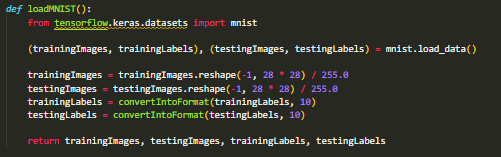 def loadMNIST():
    from tensorflow.keras.datasets import mnist
    (trainingImages, trainingLabels), (testingImages, testingLabels) = mnist.load_data()
    trainingImages = trainingImages.reshape(-1, 28 * 28) / 255.0
    testingImages = testingImages.reshape(-1, 28 * 28) / 255.0
    trainingLabels = convertIntoFormat(trainingLabels, 10)
    testingLabels = convertIntoFormat(testingLabels, 10)
    return trainingImages, testingImages, trainingLabels, testingLabels